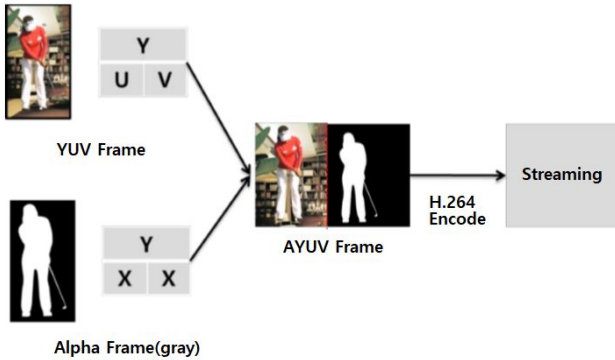 Y
U V
YUV Frame
Y
X X
Alpha Frame(gray)
AYUV Frame
H.264
Encode
Streaming